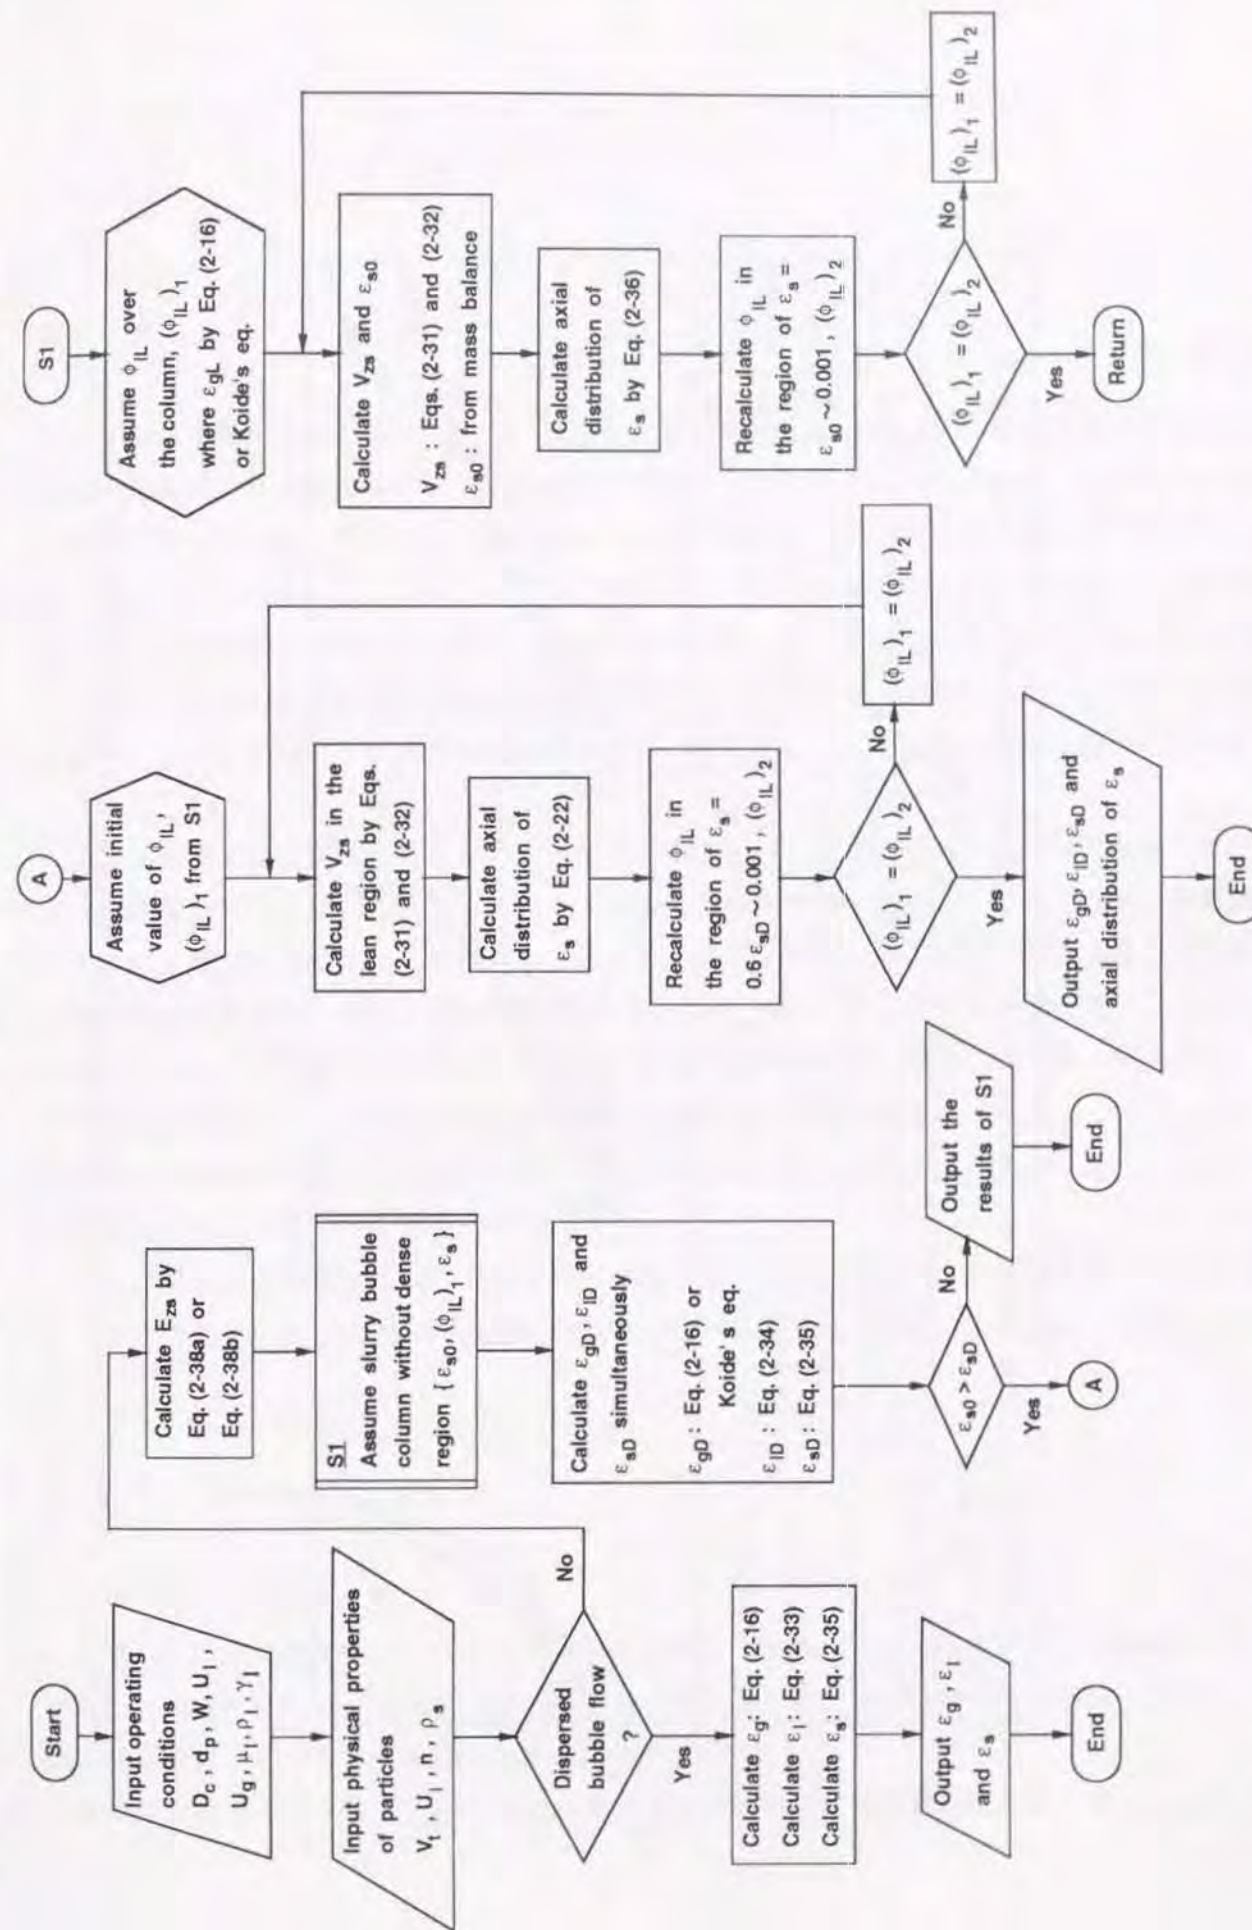 Start
Input operating
conditions
D_c , d_p , W, U_l ,
U_g , μ_l , ρ_l , γ_l
Input physical properties
of particles
V_t , U_i , n , ρ_s
Dispersed
bubble flow
?
No
Yes
Calculate ε_g: Eq. (2-16)
Calculate ε_l : Eq. (2-33)
Calculate ε_s: Eq. (2-35)
Output ε_g , ε_l
and ε_s
End
Calculate E_zs by
Eq. (2-38a) or
Eq. (2-38b)
S1
Assume slurry bubble
column without dense
region { ε_s0, (ϕ_lL)_1 , ε_s }
Calculate ε_gD , ε_lD and
ε_sD simultaneously
ε_gD : Eq. (2-16) or
Koide's eq.
ε_lD : Eq. (2-34)
ε_sD : Eq. (2-35)
ε_s0 > ε_sD
No
Yes
A
Output the
results of S1
End
A
Assume initial
value of ϕ_lL,
(ϕ_lL)_1 from S1
Calculate V_zs in the
lean region by Eqs.
(2-31) and (2-32)
Calculate axial
distribution of
ε_s by Eq. (2-22)
Recalculate ϕ_lL in
the region of ε_s =
0.6 ε_sD ~0.001 , (ϕ_lL)_2
(ϕ_lL)_1 = (ϕ_lL)_2
No
(ϕ_lL)_1 = (ϕ_lL)_2
Yes
Output ε_gD, ε_lD , ε_sD and
axial distribution of ε_s
End
S1
Assume ϕ_lL over
the column, (ϕ_lL)_1
where ε_gL by Eq. (2-16)
or Koide's eq.
Calculate V_zs and ε_s0
V_zs : Eqs. (2-31) and (2-32)
ε_s0 : from mass balance
Calculate axial
distribution of
ε_s by Eq. (2-36)
Recalculate ϕ_lL in
the region of ε_s =
ε_s0 ~0.001 , (ϕ_lL)_2
(ϕ_lL)_1 = (ϕ_lL)_2
No
(ϕ_lL)_1 = (ϕ_lL)_2
Yes
Return